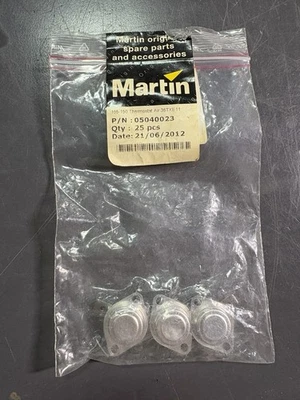 Martin original
spare parts
and accessories
Martin
P/N : 05040023
Qty : 25 pcs
Date: 21/06/2012